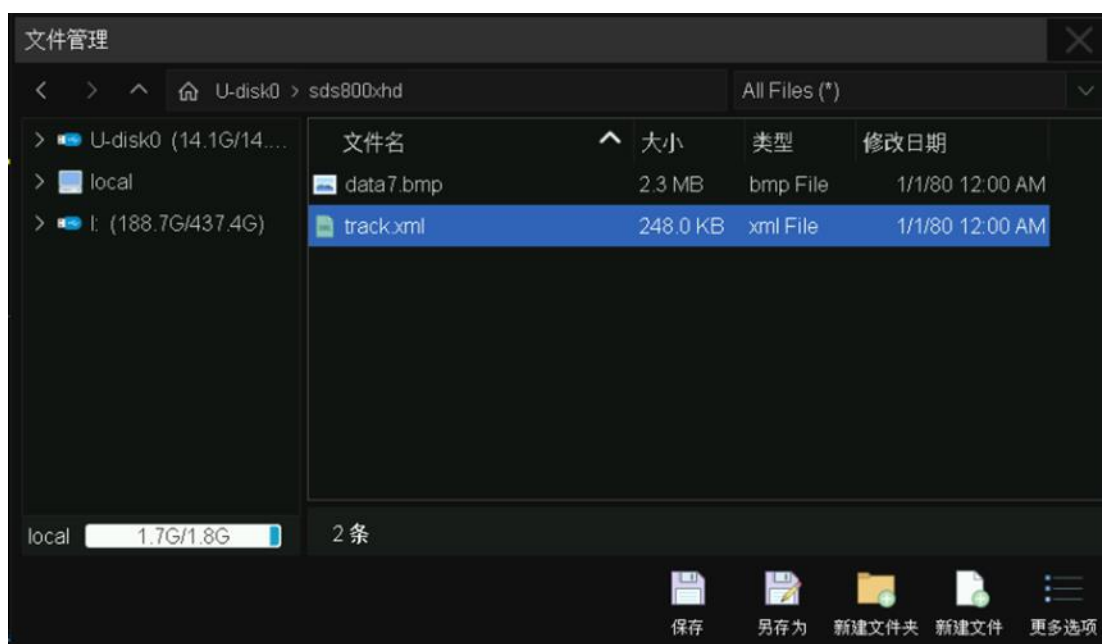 文件管理
U-disk0 > sds800xhd All Files (*)
> U-disk0 (14.1G/14.... 文件名 大小 类型 修改日期
> local data7.bmp 2.3 MB bmp File 1/1/80 12:00 AM
> I: (188.7G/437.4G) track.xml 248.0 KB xml File 1/1/80 12:00 AM
local 1.7G/1.8G 2 条
保存 另存为 新建文件夹 新建文件 更多选项